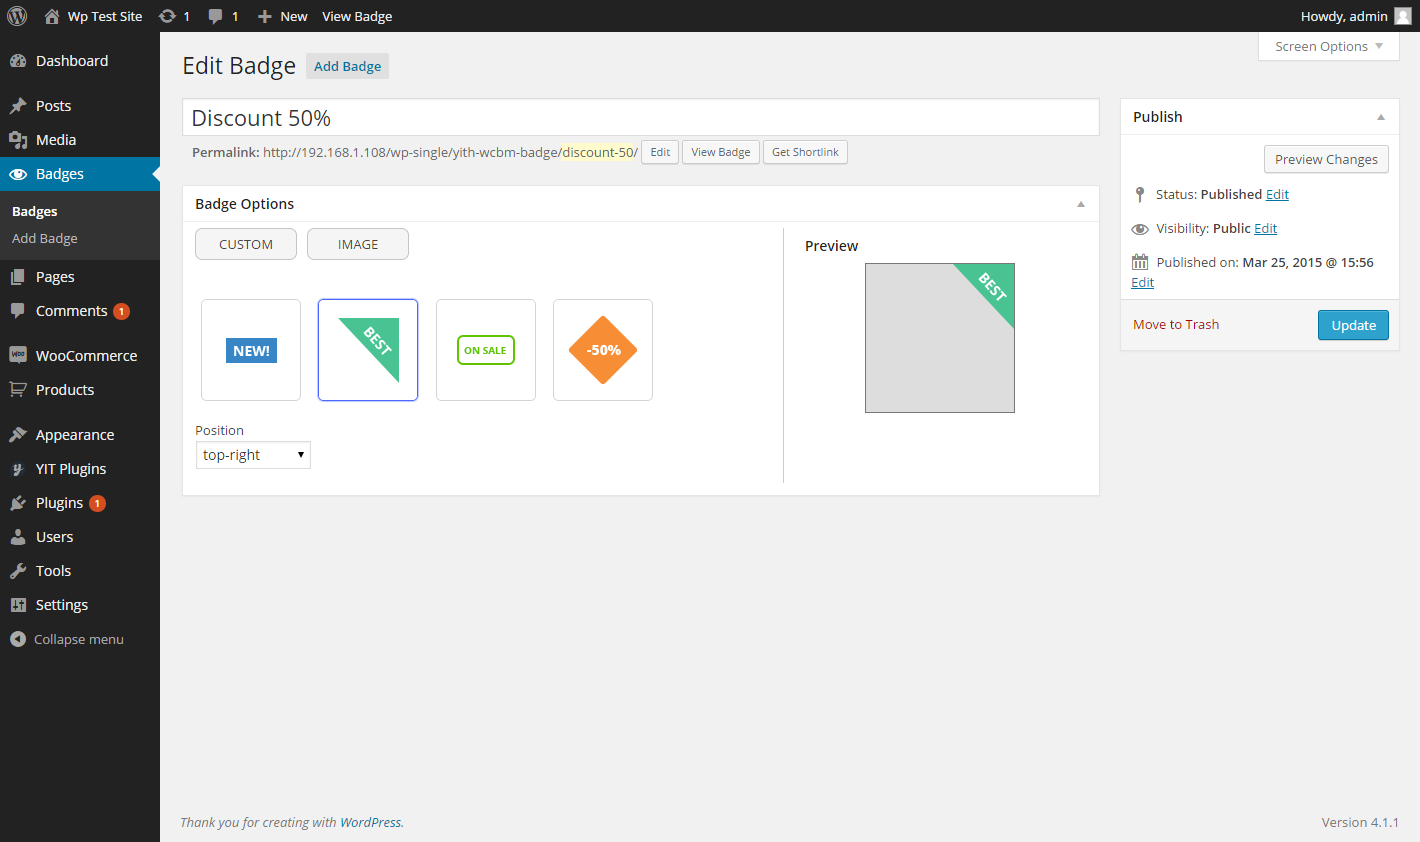 Wp Test Site 1 1 New View Badge Howdy, admin
Screen Options
Dashboard
Posts
Media
Badges
Badges
Add Badge
Pages
Comments 1
WooCommerce
Products
Appearance
YIT Plugins
Plugins 1
Users
Tools
Settings
Collapse menu
Edit Badge Add Badge
Discount 50%
Permalink: http://192.168.1.108/wp-single/yith-wcbm-badge/discount-50/ Edit View Badge Get Shortlink
Badge Options
CUSTOM IMAGE
NEW! BEST ON SALE -50%
Position
top-right
Preview
BEST
Publish
Preview Changes
Status: Published Edit
Visibility: Public Edit
Published on: Mar 25, 2015 @ 15:56
Edit
Move to Trash Update
Thank you for creating with WordPress.
Version 4.1.1